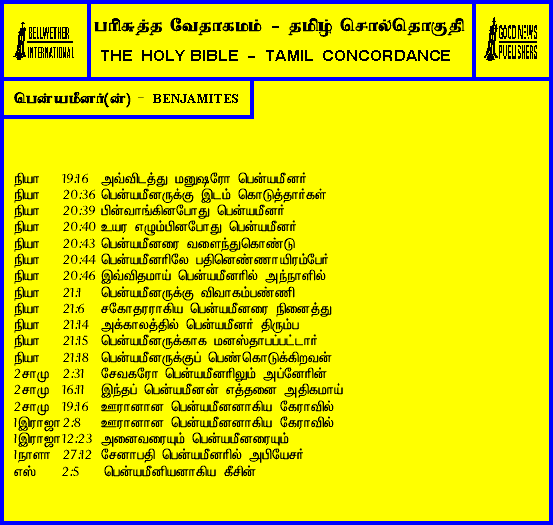 BELLWETHER
INTERNATIONAL
பரிசுத்த வேதாகமம் - தமிழ் சொல்தொகுதி
THE HOLY BIBLE - TAMIL CONCORDANCE
GOOD NEWS
PUBLISHERS
பென்யமீனர்(ன்) - BENJAMITES
நியா 19:16 அவ்விடத்து மனுஷரோ பென்யமீனர்
நியா 20:36 பென்யமீனருக்கு இடம் கொடுத்தார்கள்
நியா 20:39 பின்வாங்கினபோது பென்யமீனர்
நியா 20:40 உயர எழும்பினபோது பென்யமீனர்
நியா 20:43 பென்யமீனரை வளைந்துகொண்டு
நியா 20:44 பென்யமீனரிலே பதினெண்ணாயிரம்பேர்
நியா 20:46 இவ்விதமாய் பென்யமீனரில் அந்நாளில்
நியா 21:1 பென்யமீனருக்கு விவாகம்பண்ணி
நியா 21:6 சகோதரராகிய பென்யமீனரை நினைத்து
நியா 21:14 அக்காலத்தில் பென்யமீனர் திரும்ப
நியா 21:15 பென்யமீனருக்காக மனஸ்தாபப்பட்டார்
நியா 21:18 பென்யமீனருக்குப் பெண்கொடுக்கிறவன்
2சாமு 2:31 சேவகரோ பென்யமீனரிலும் அப்னேரின்
2சாமு 16:11 இந்தப் பென்யமீனன் எத்தனை அதிகமாய்
2சாமு 19:16 ஊரானான பென்யமீனனாகிய கேராவில்
1இராஜா 2:8 ஊரானான பென்யமீனனாகிய கேராவில்
1இராஜா 12:23 அனைவரையும் பென்யமீனரையும்
1நாளா 27:12 சேனாபதி பென்யமீனரில் அபியேசர்
எஸ் 2:5 பென்யமீனியனாகிய கீசின்